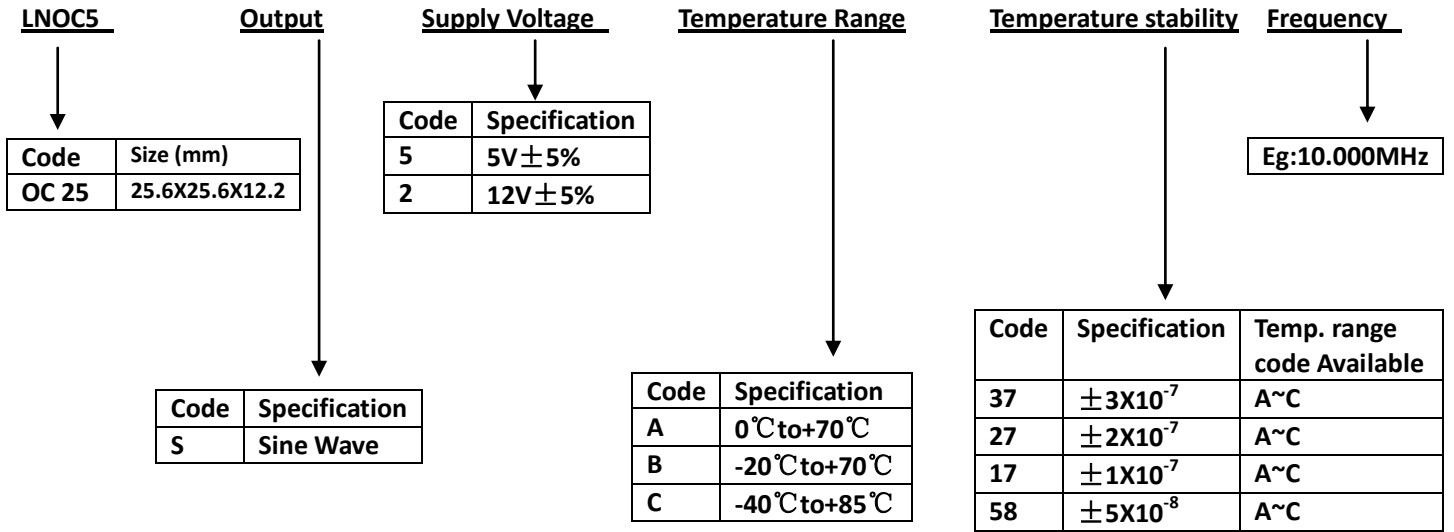 LNOC5 Output Supply Voltage Temperature Range Temperature stability Frequency
Code Size (mm)
OC 25 25.6X25.6X12.2
Code Specification
S Sine Wave
Code Specification
5 5V±5%
2 12V±5%
Code Specification
A 0℃to+70℃
B -20℃to+70℃
C -40℃to+85℃
Code Specification Temp. range
code Available
37 ±3X10⁻⁷ A~C
27 ±2X10⁻⁷ A~C
17 ±1X10⁻⁷ A~C
58 ±5X10⁻⁸ A~C
Eg:10.000MHz